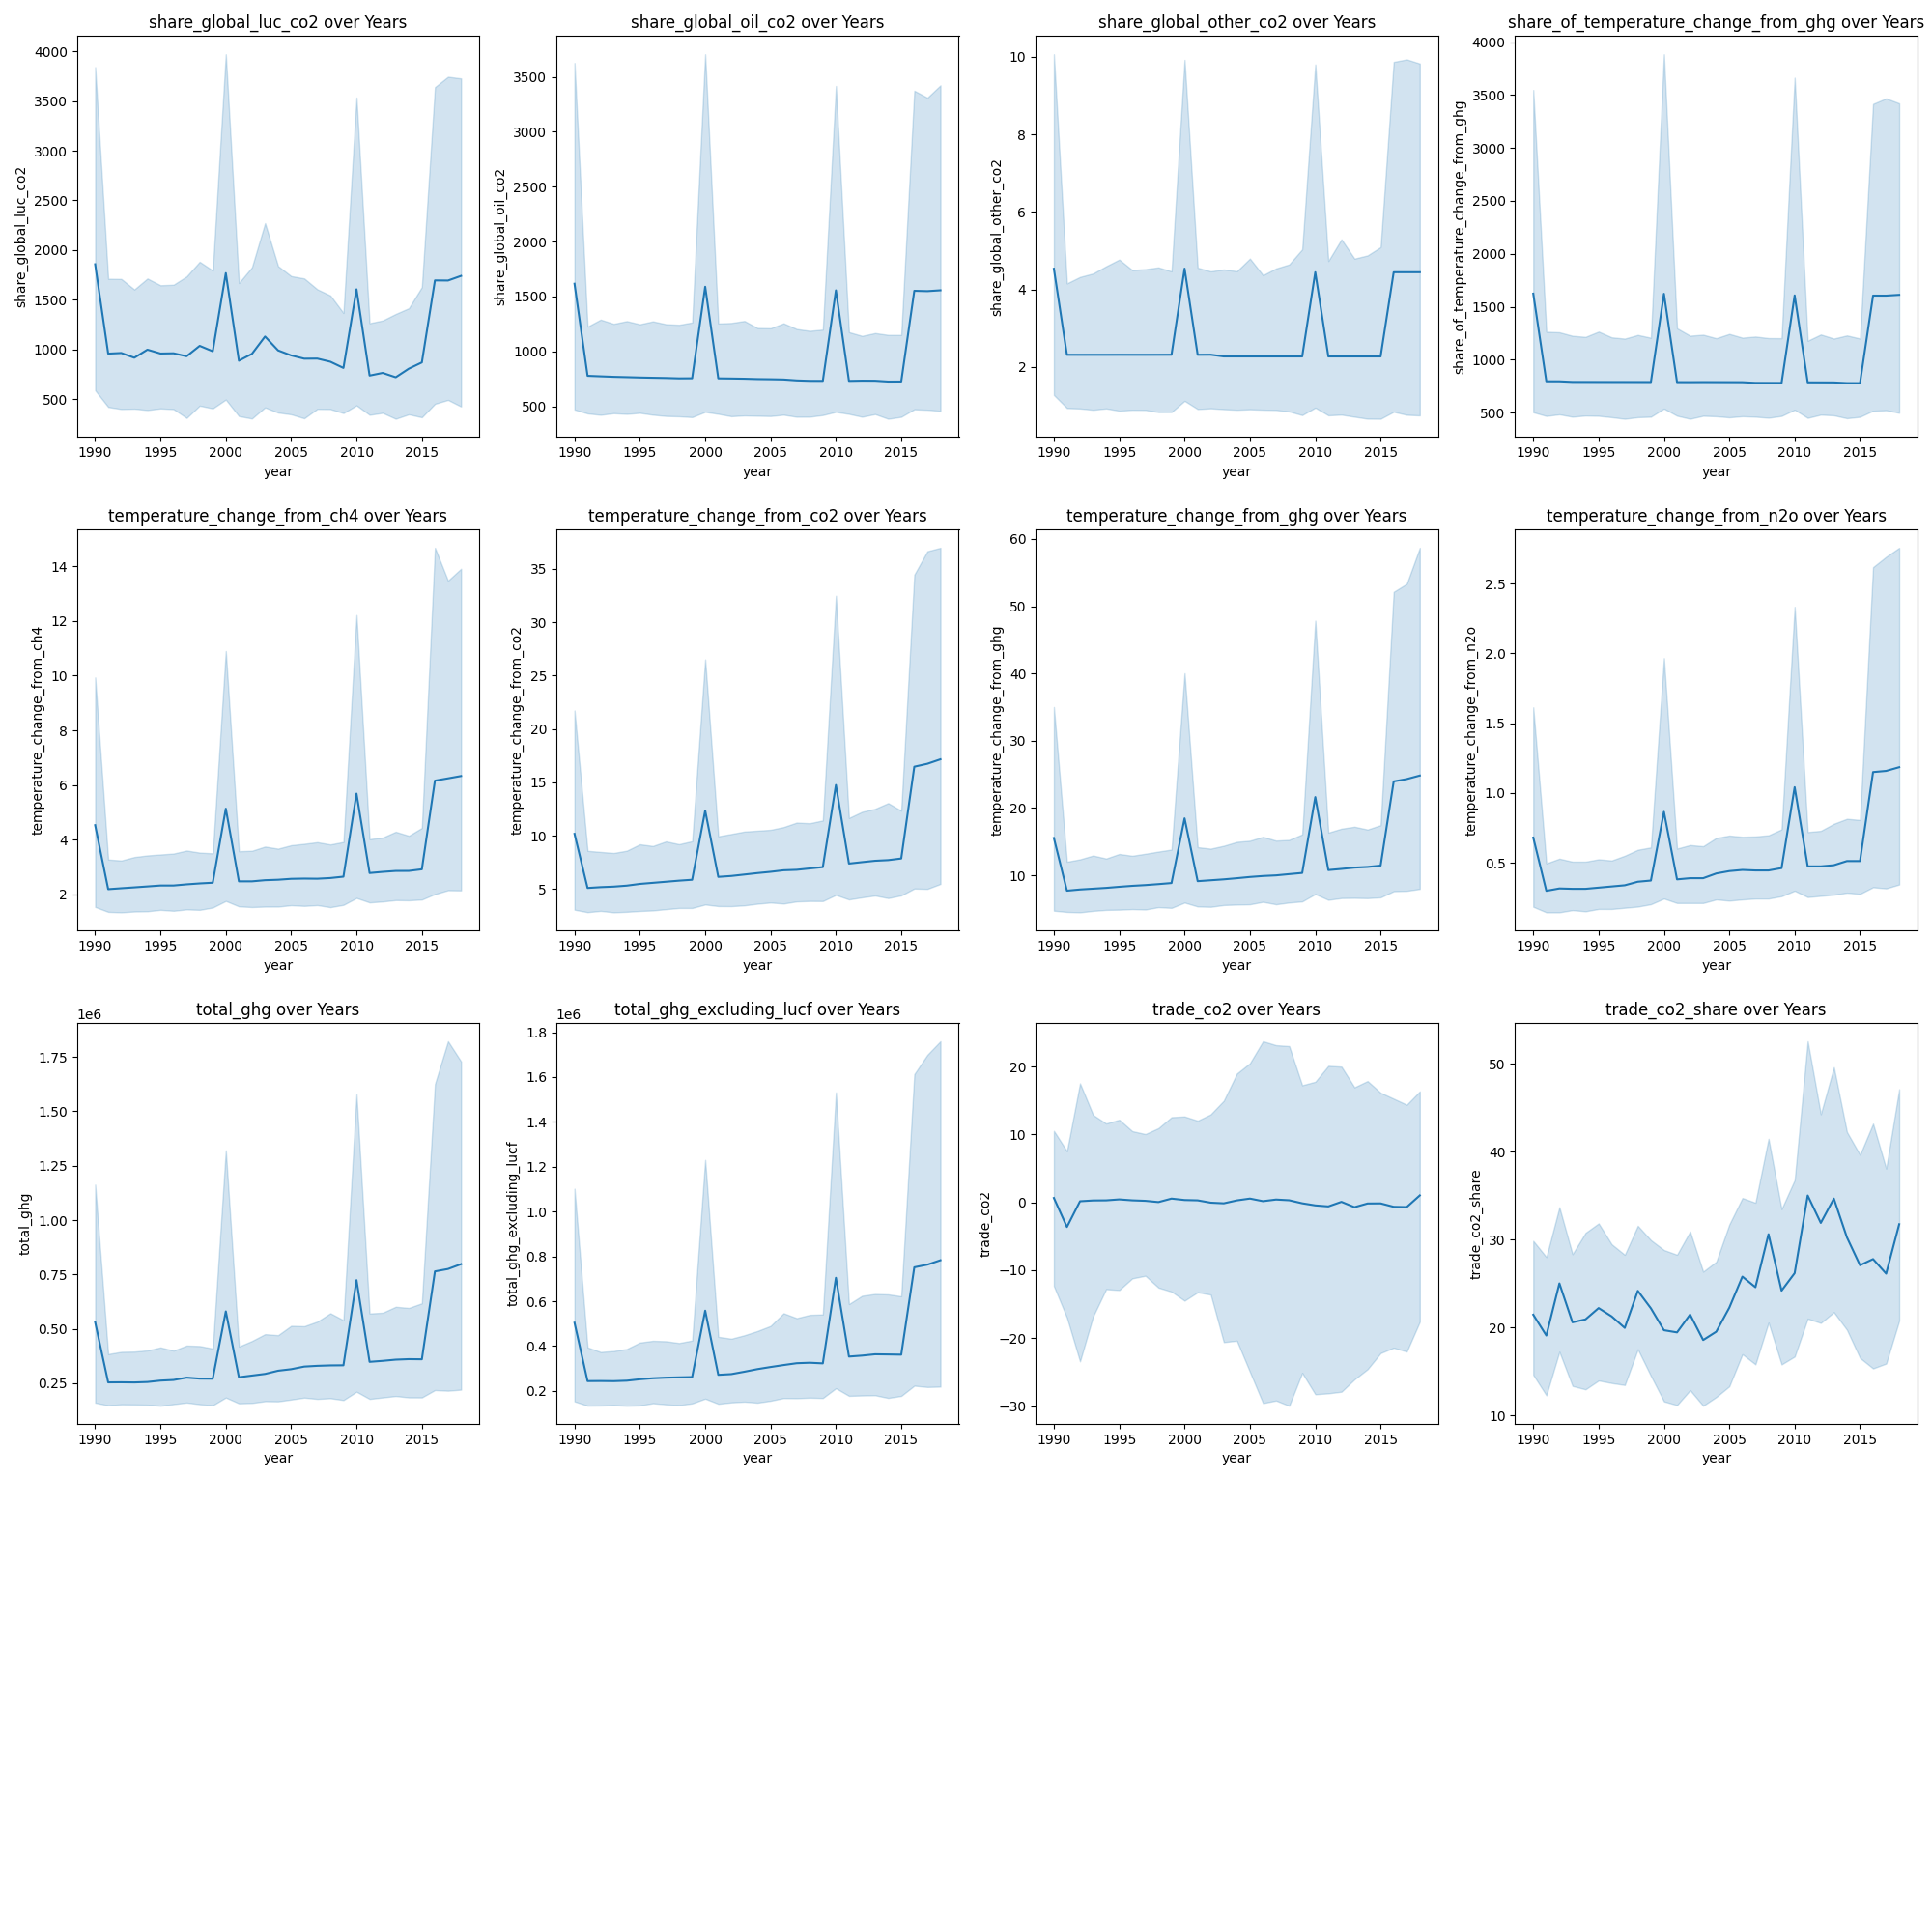 share_global_luc_co2 over Years
share_global_luc_co2
4000
3500
3000
2500
2000
1500
1000
500
1990 1995 2000 2005 2010 2015
year
share_global_oil_co2 over Years
share_global_oil_co2
3500
3000
2500
2000
1500
1000
500
1990 1995 2000 2005 2010 2015
year
share_global_other_co2 over Years
share_global_other_co2
10
8
6
4
2
1990 1995 2000 2005 2010 2015
year
share_of_temperature_change_from_ghg over Years
share_of_temperature_change_from_ghg
4000
3500
3000
2500
2000
1500
1000
500
1990 1995 2000 2005 2010 2015
year
temperature_change_from_ch4 over Years
temperature_change_from_ch4
14
12
10
8
6
4
2
1990 1995 2000 2005 2010 2015
year
temperature_change_from_co2 over Years
temperature_change_from_co2
35
30
25
20
15
10
5
1990 1995 2000 2005 2010 2015
year
temperature_change_from_ghg over Years
temperature_change_from_ghg
60
50
40
30
20
10
1990 1995 2000 2005 2010 2015
year
temperature_change_from_n2o over Years
temperature_change_from_n2o
2.5
2.0
1.5
1.0
0.5
1990 1995 2000 2005 2010 2015
year
total_ghg over Years
1e6
total_ghg
1.75
1.50
1.25
1.00
0.75
0.50
0.25
1990 1995 2000 2005 2010 2015
year
total_ghg_excluding_lucf over Years
1e6
total_ghg_excluding_lucf
1.8
1.6
1.4
1.2
1.0
0.8
0.6
0.4
0.2
1990 1995 2000 2005 2010 2015
year
trade_co2 over Years
trade_co2
20
10
0
−10
−20
−30
1990 1995 2000 2005 2010 2015
year
trade_co2_share over Years
trade_co2_share
50
40
30
20
10
1990 1995 2000 2005 2010 2015
year